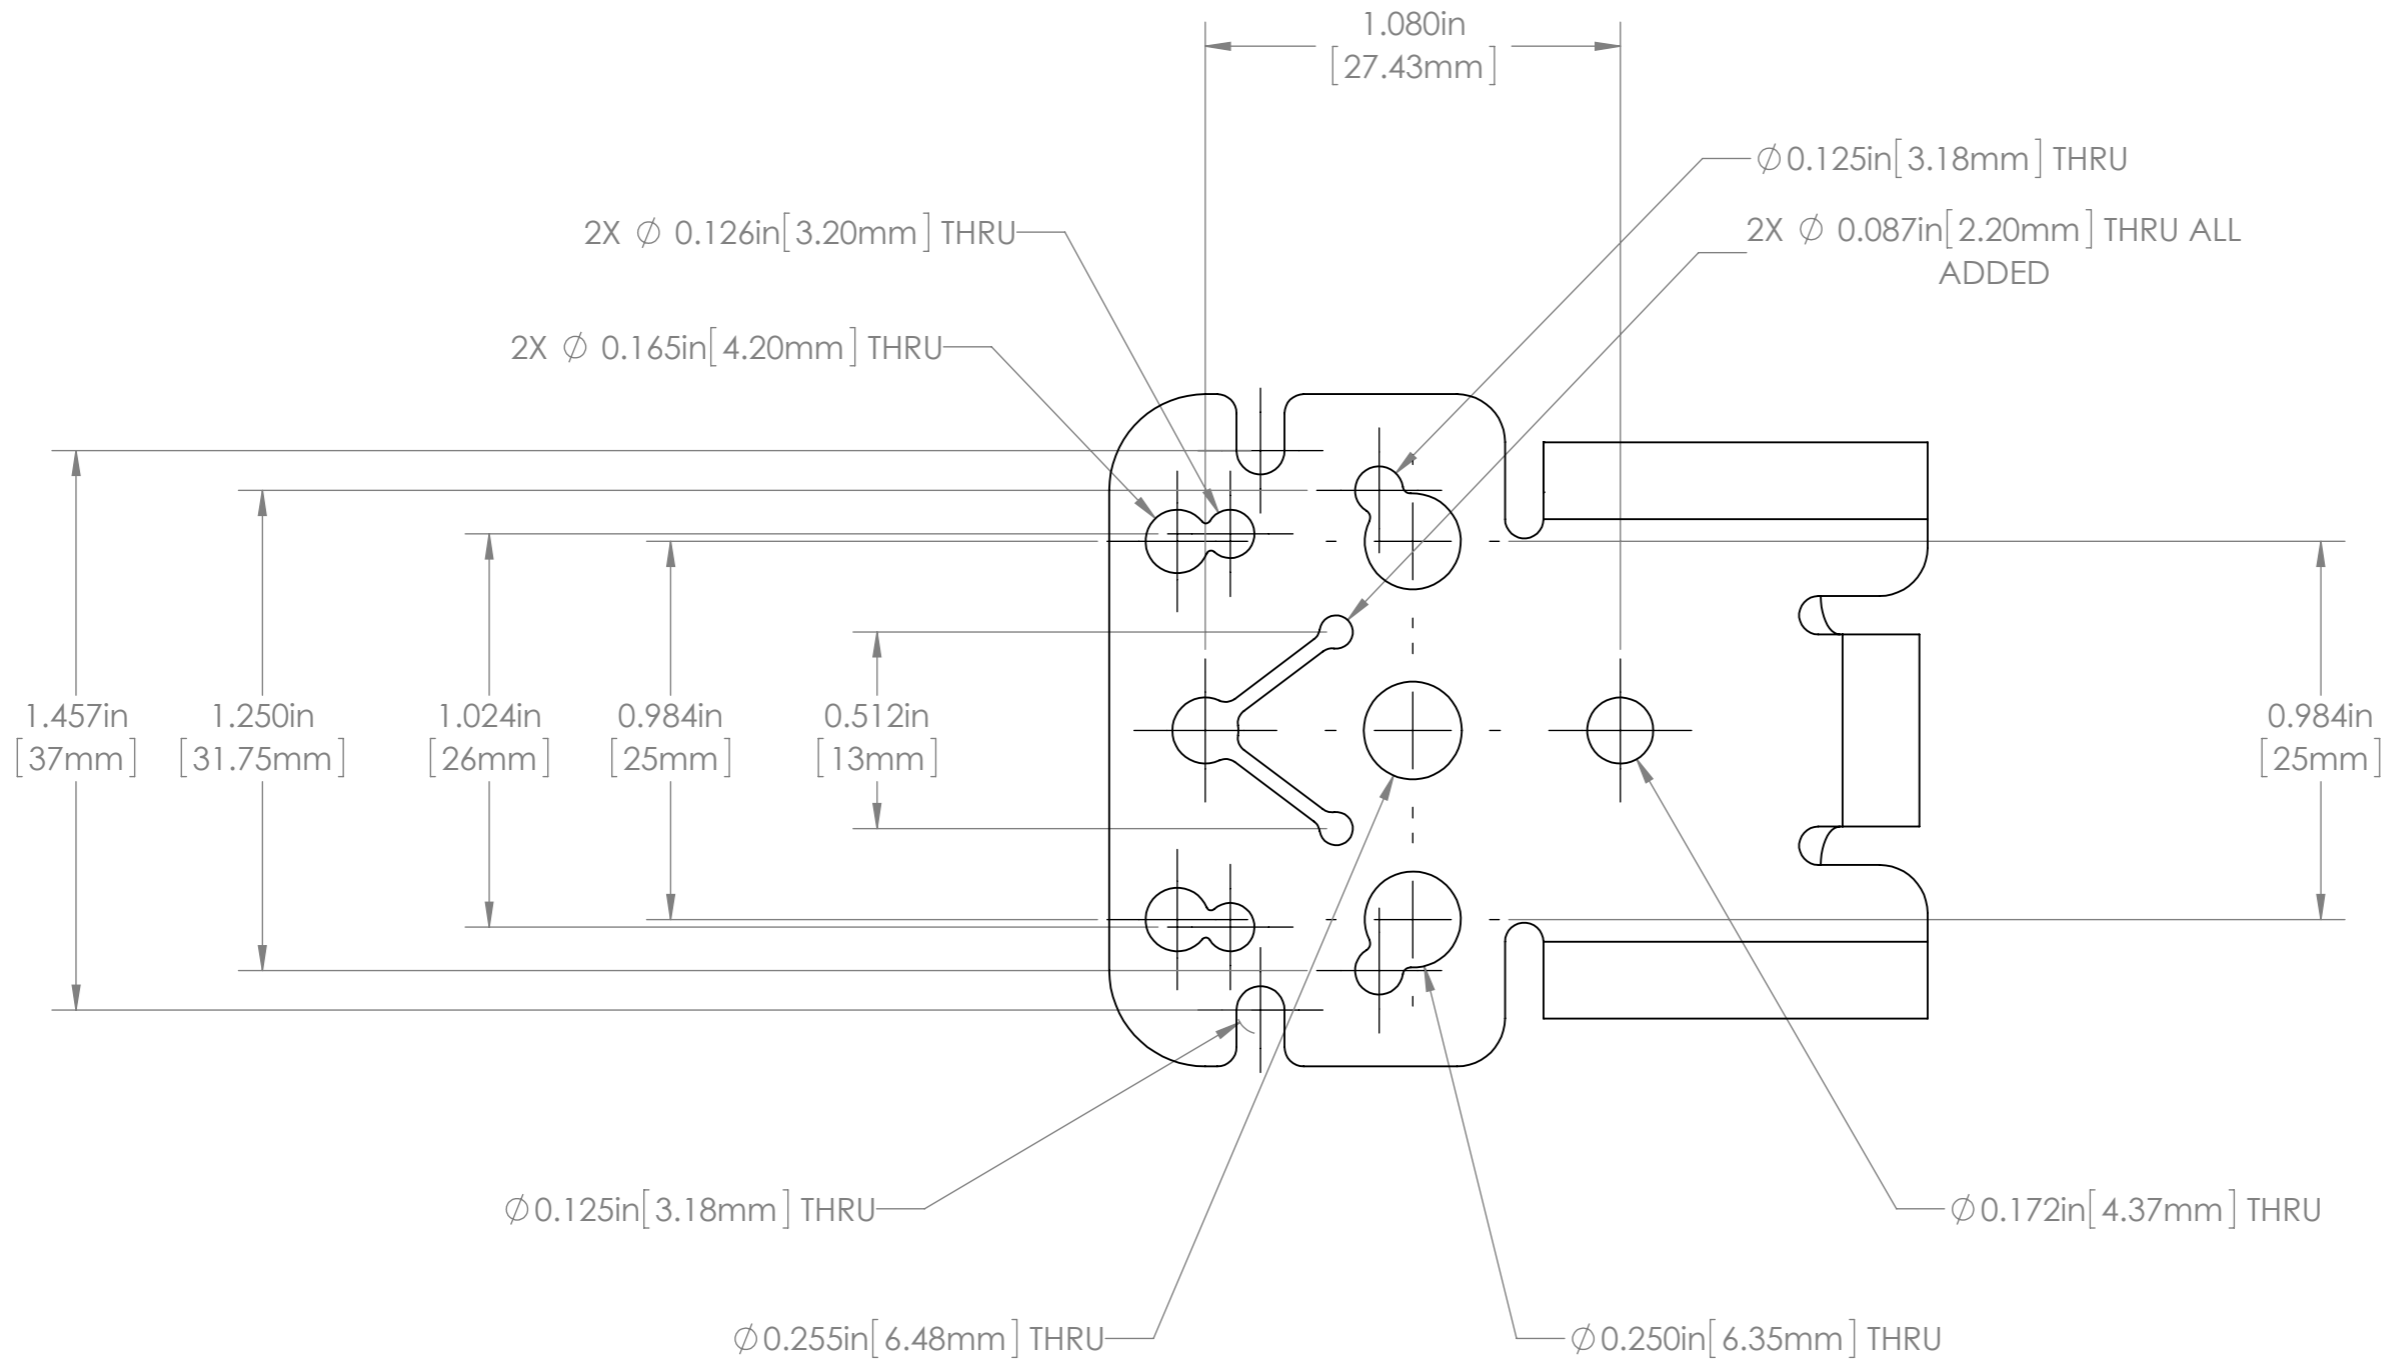 1.080in
[27.43mm]
∅0.125in[3.18mm] THRU
2X ∅ 0.126in[3.20mm] THRU
2X ∅ 0.087in[2.20mm] THRU ALL
ADDED
2X ∅ 0.165in[4.20mm] THRU
1.457in
[37mm]
1.250in
[31.75mm]
1.024in
[26mm]
0.984in
[25mm]
0.512in
[13mm]
0.984in
[25mm]
∅0.125in[3.18mm] THRU
∅0.172in[4.37mm] THRU
∅0.255in[6.48mm] THRU
∅0.250in[6.35mm] THRU